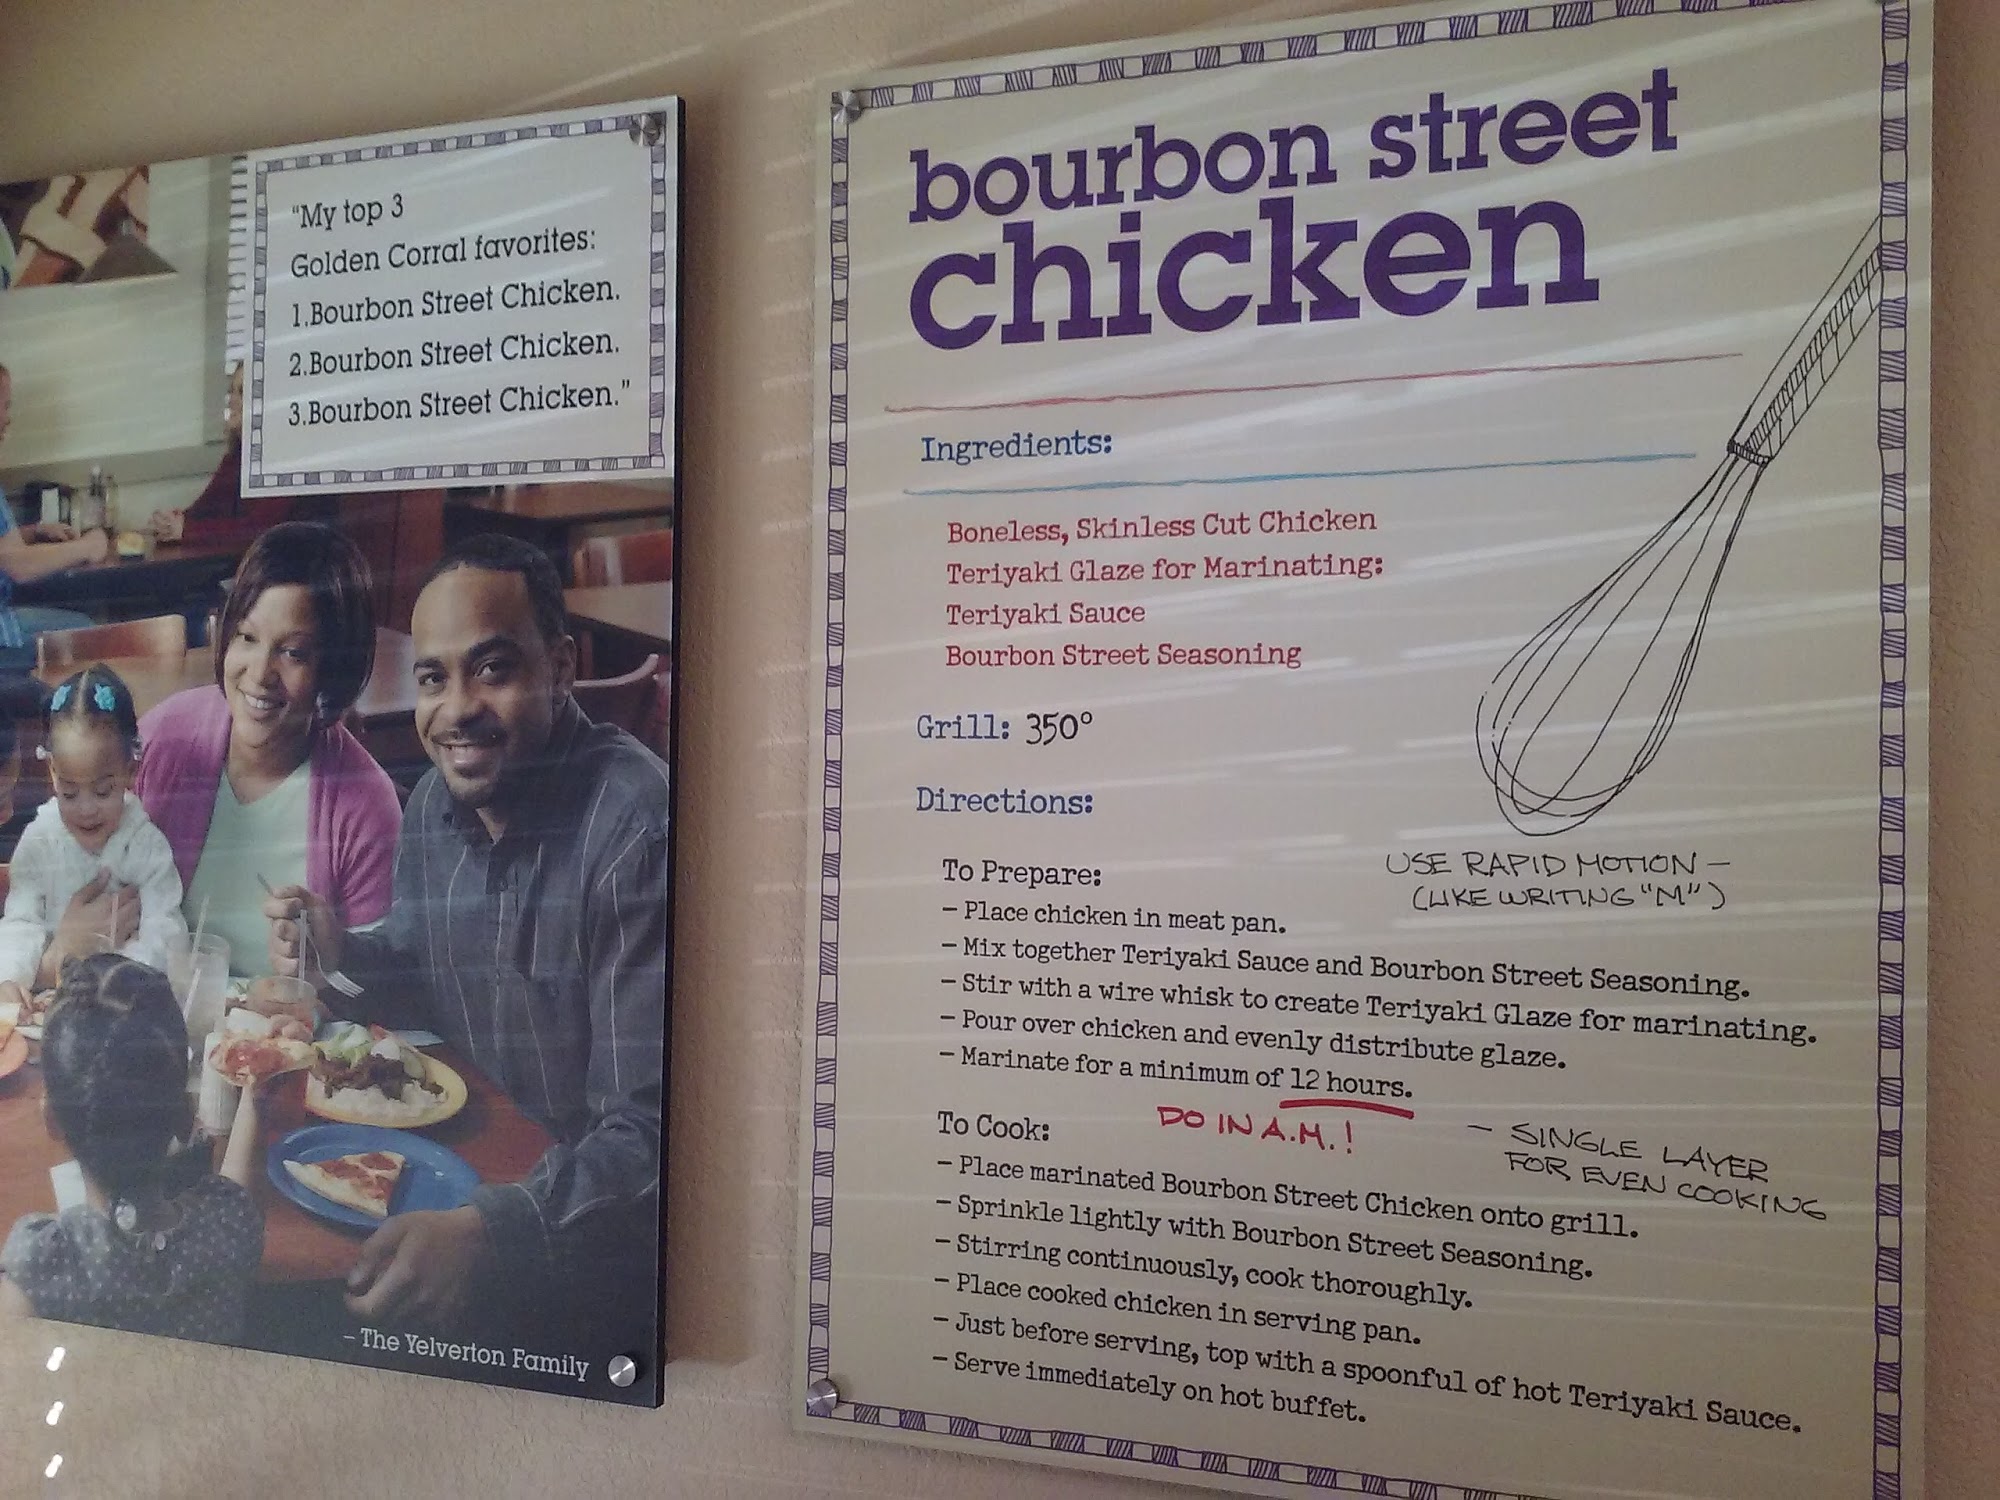 "My top 3
Golden Corral favorites:
1.Bourbon Street Chicken.
2.Bourbon Street Chicken.
3.Bourbon Street Chicken."
– The Yelverton Family
bourbon street
chicken
Ingredients:
Boneless, Skinless Cut Chicken
Teriyaki Glaze for Marinating:
Teriyaki Sauce
Bourbon Street Seasoning
Grill: 350°
Directions:
USE RAPID MOTION –
(LIKE WRITING "M")
To Prepare:
– Place chicken in meat pan.
– Mix together Teriyaki Sauce and Bourbon Street Seasoning.
– Stir with a wire whisk to create Teriyaki Glaze for marinating.
– Pour over chicken and evenly distribute glaze.
– Marinate for a minimum of 12 hours.
DO IN A.M.!
To Cook:
– SINGLE LAYER
FOR EVEN COOKING
– Place marinated Bourbon Street Chicken onto grill.
– Sprinkle lightly with Bourbon Street Seasoning.
– Stirring continuously, cook thoroughly.
– Place cooked chicken in serving pan.
– Just before serving, top with a spoonful of hot Teriyaki Sauce.
– Serve immediately on hot buffet.